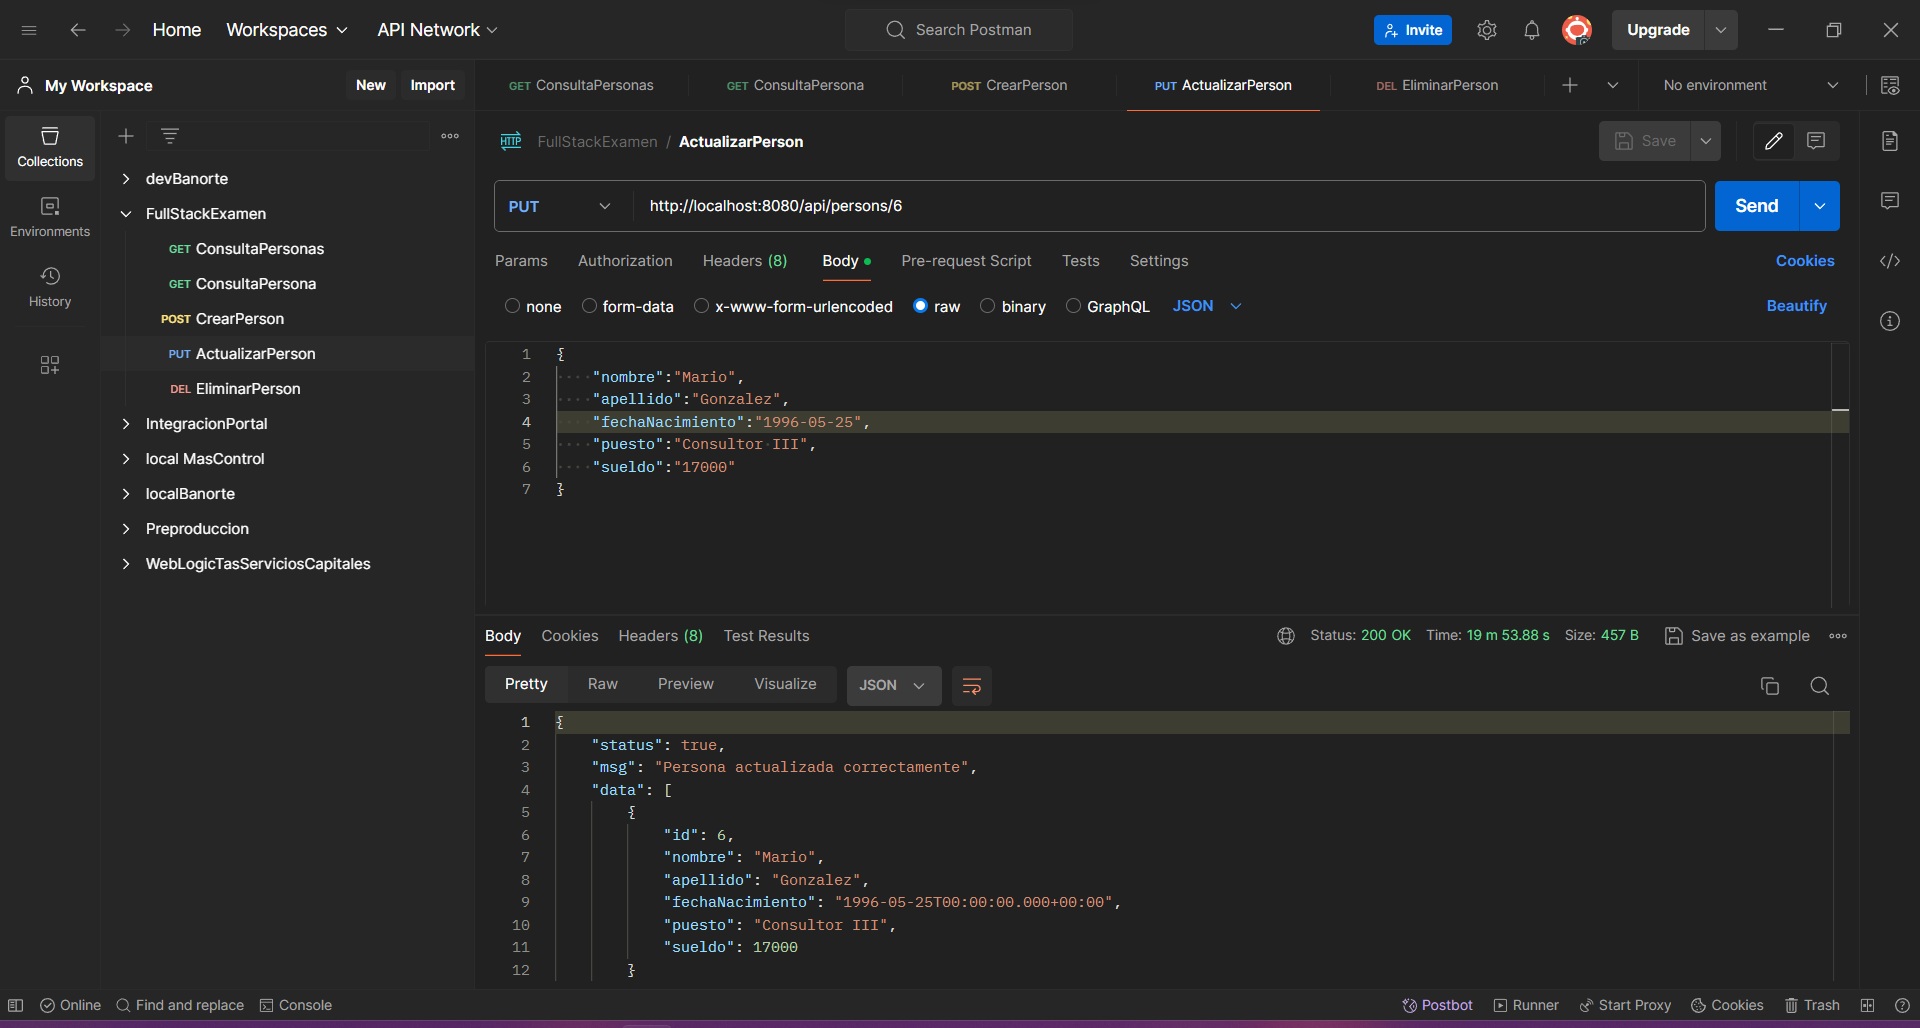 Home Workspaces API Network Search Postman Invite Upgrade
My Workspace New Import GET ConsultaPersonas GET ConsultaPersona POST CrearPerson PUT ActualizarPerson DEL EliminarPerson No environment
HTTP FullStackExamen / ActualizarPerson Save
Collections
Environments
History
devBanorte
FullStackExamen
GET ConsultaPersonas
GET ConsultaPersona
POST CrearPerson
PUT ActualizarPerson
DEL EliminarPerson
IntegracionPortal
local MasControl
localBanorte
Preproduccion
WebLogicTasServiciosCapitales
PUT http://localhost:8080/api/persons/6 Send
Params Authorization Headers (8) Body Pre-request Script Tests Settings Cookies
none form-data x-www-form-urlencoded raw binary GraphQL JSON Beautify
1 {
2 "nombre":"Mario",
3 "apellido":"Gonzalez",
4 "fechaNacimiento":"1996-05-25",
5 "puesto":"Consultor III",
6 "sueldo":"17000"
7 }
Body Cookies Headers (8) Test Results Status: 200 OK Time: 19 m 53.88 s Size: 457 B Save as example
Pretty Raw Preview Visualize JSON
1 {
2 "status": true,
3 "msg": "Persona actualizada correctamente",
4 "data": [
5 {
6 "id": 6,
7 "nombre": "Mario",
8 "apellido": "Gonzalez",
9 "fechaNacimiento": "1996-05-25T00:00:00.000+00:00",
10 "puesto": "Consultor III",
11 "sueldo": 17000
12 }
Online Find and replace Console Postbot Runner Start Proxy Cookies Trash